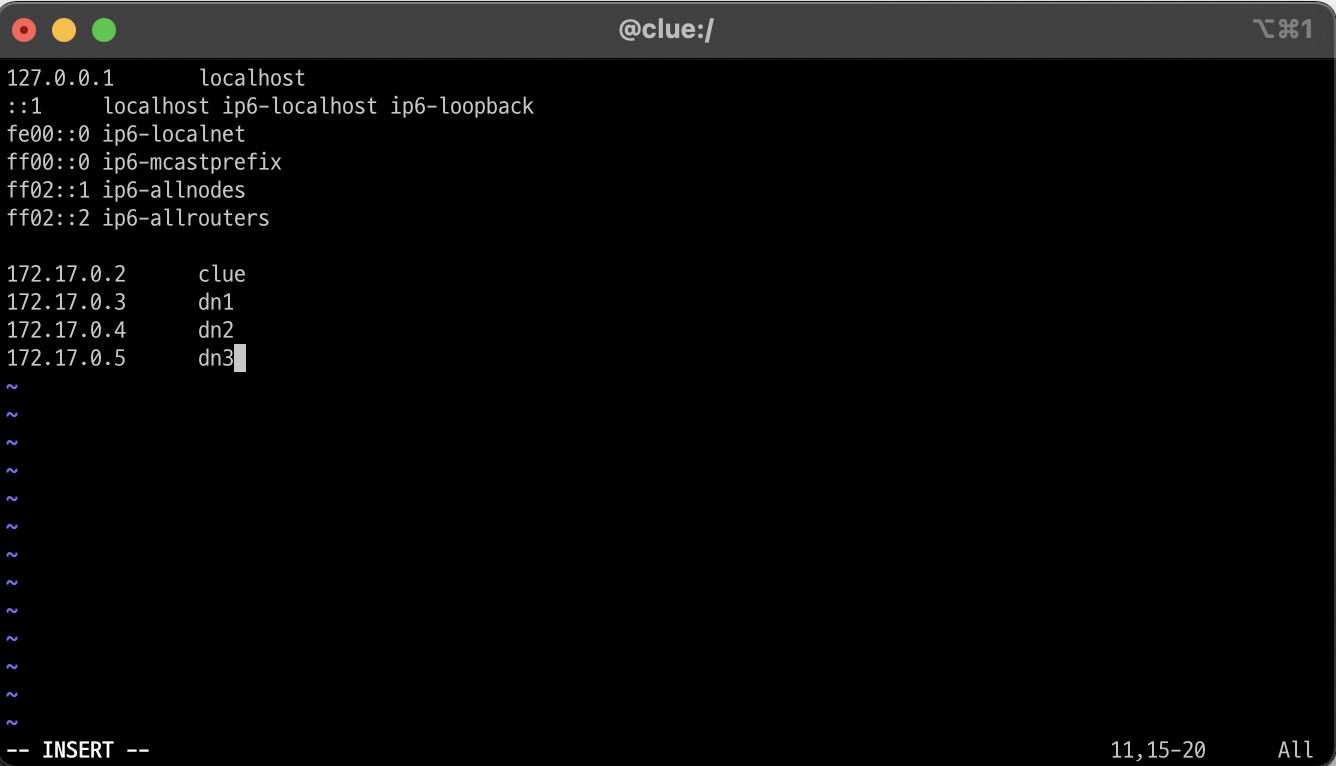 @clue:/ ⌥⌘1
127.0.0.1       localhost
::1     localhost ip6-localhost ip6-loopback
fe00::0 ip6-localnet
ff00::0 ip6-mcastprefix
ff02::1 ip6-allnodes
ff02::2 ip6-allrouters
172.17.0.2      clue
172.17.0.3      dn1
172.17.0.4      dn2
172.17.0.5      dn3
~
~
~
~
~
~
~
~
~
~
~
~
~
-- INSERT -- 11,15-20 All